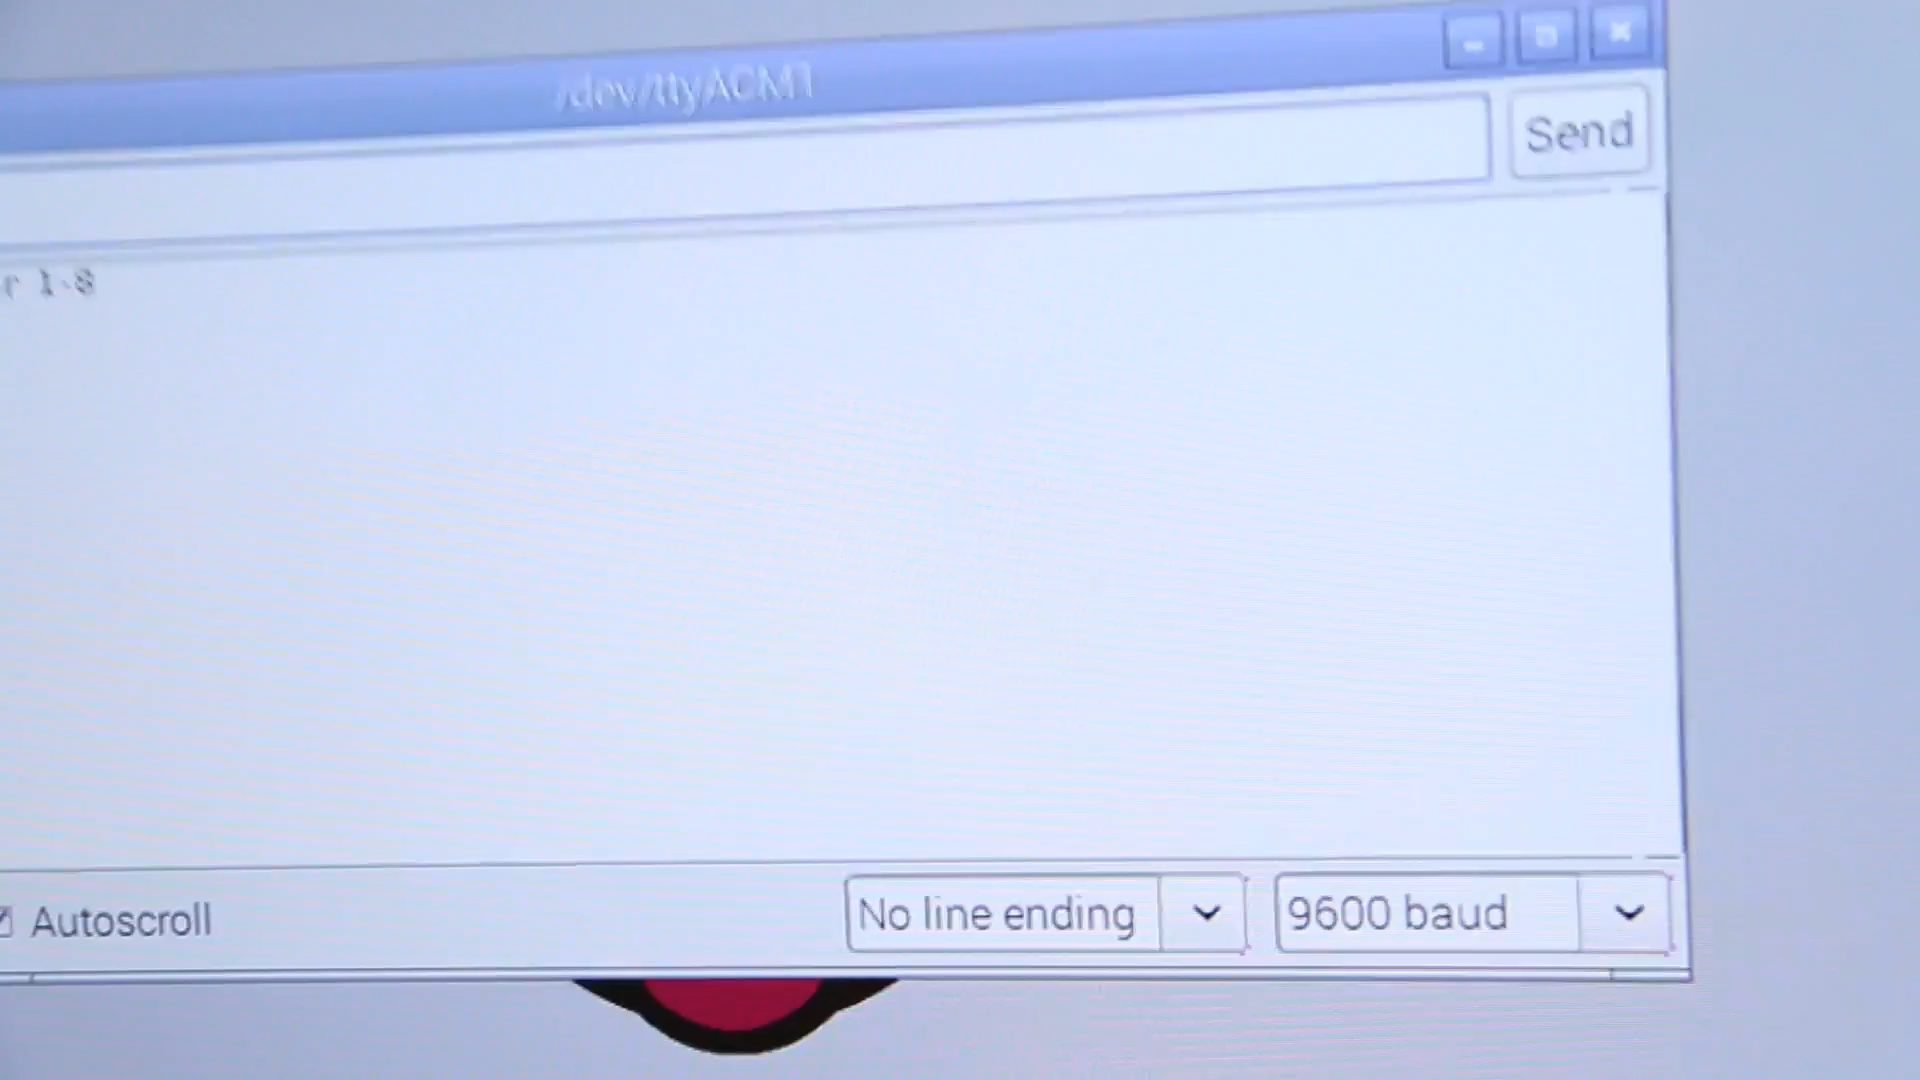 /dev/ttyACM1
Send
r 1-8
Autoscroll
No line ending
9600 baud